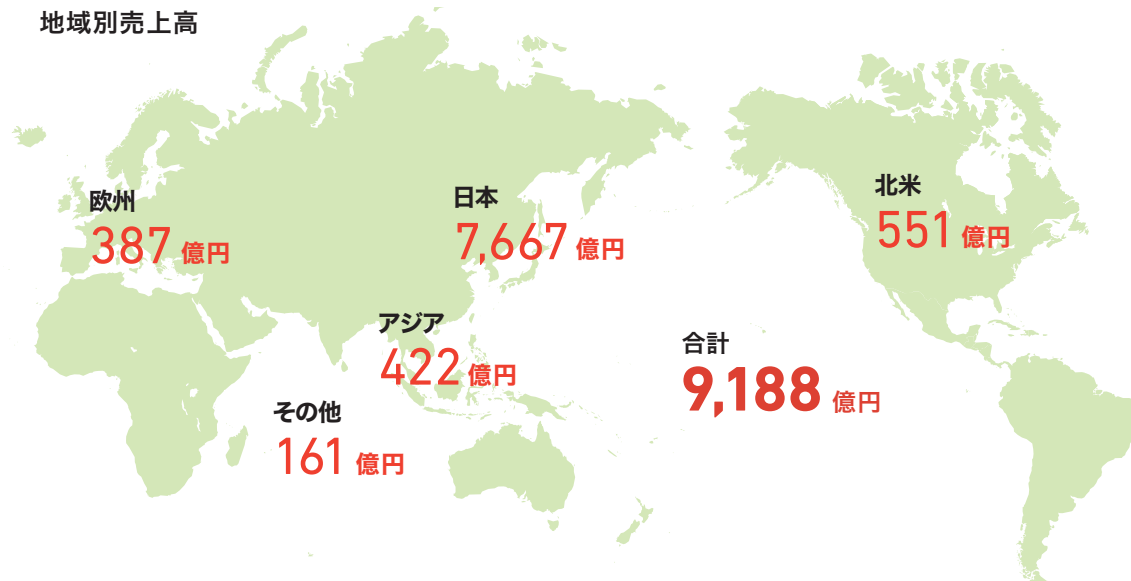 地域別売上高
欧州
387 億円
日本
7,667 億円
北米
551 億円
アジア
422 億円
合計
9,188 億円
その他
161 億円